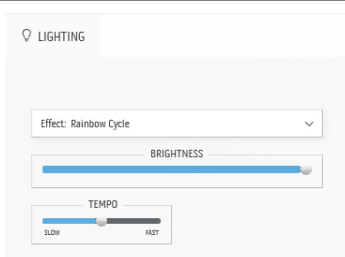 LIGHTING
Effect: Rainbow Cycle
BRIGHTNESS
TEMPO
SLOW FAST